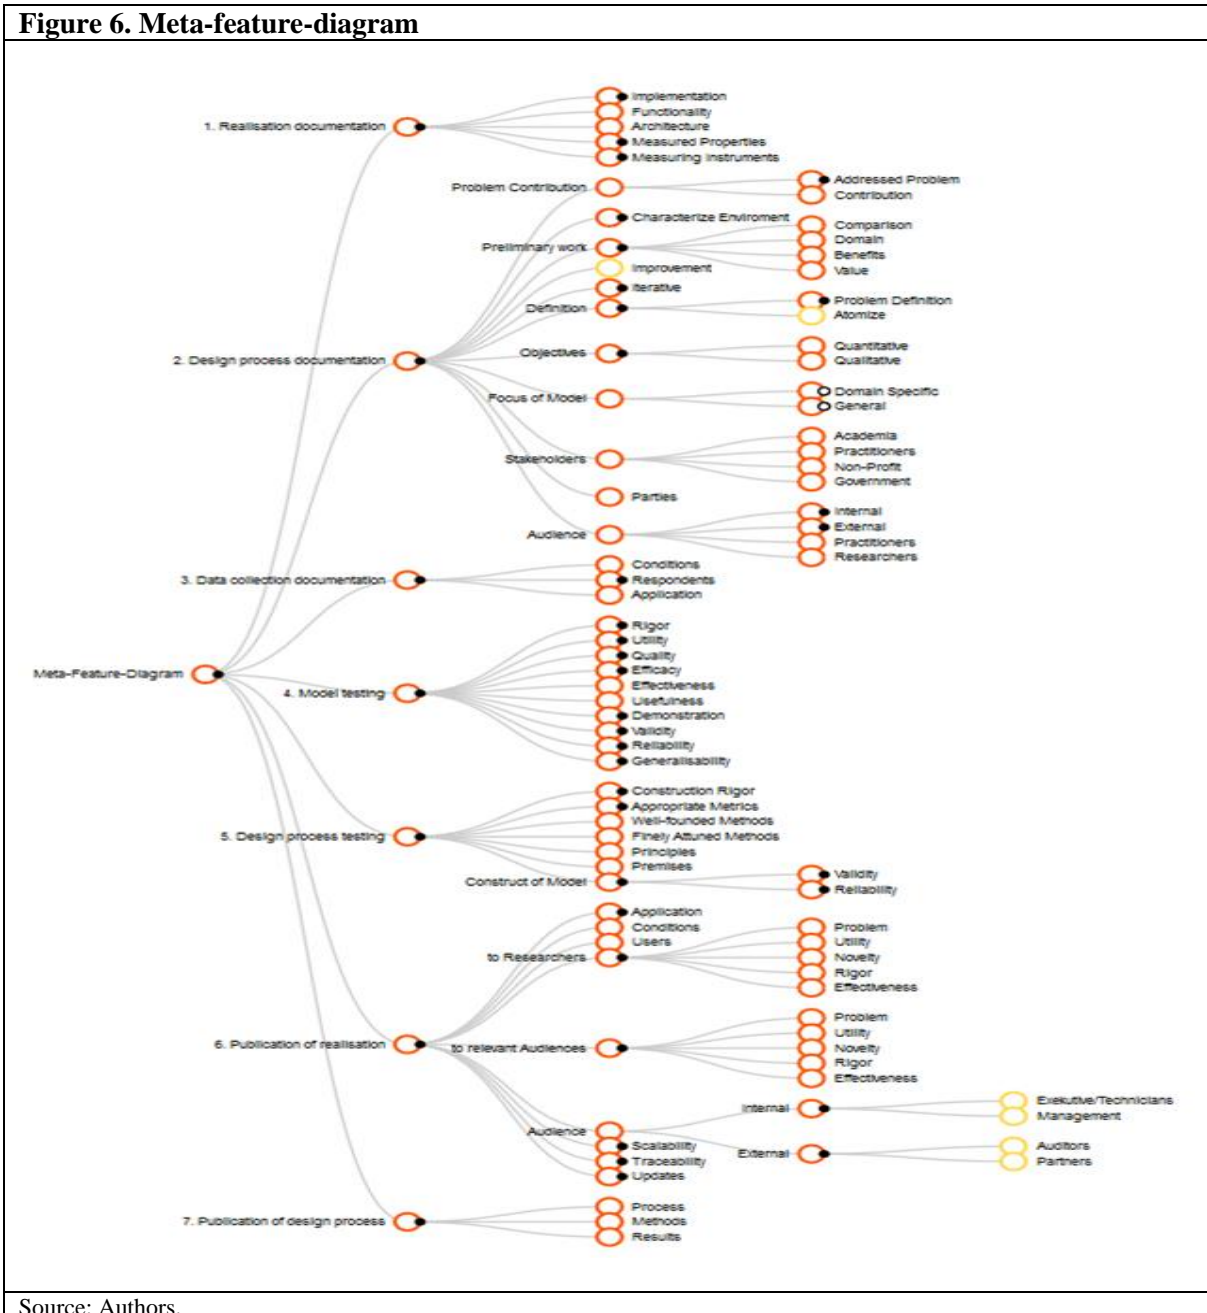 Figure 6. Meta-feature-diagram
Implementation
Functionality
1. Realisation documentation
Architecture
Measured Properties
Measuring Instruments
Problem Contribution
Addressed Problem
Contribution
Characterize Enviroment
Preliminary work
Comparison
Domain
Benefits
Value
Improvement
Iterative
Definition
Problem Definition
Atomize
2. Design process documentation
Objectives
Quantitative
Qualitative
Focus of Model
Domain Specific
General
Stakeholders
Academia
Practitioners
Non-Profit
Government
Parties
Audience
Internal
External
Practitioners
Researchers
3. Data collection documentation
Conditions
Respondents
Application
Meta-Feature-Diagram
4. Model testing
Rigor
Utility
Quality
Efficacy
Effectiveness
Usefulness
Demonstration
Validity
Reliability
Generalisability
5. Design process testing
Construction Rigor
Appropriate Metrics
Well-founded Methods
Finely Attuned Methods
Principles
Premises
Construct of Model
Validity
Reliability
6. Publication of realisation
Application
Conditions
Users
to Researchers
Problem
Utility
Novelty
Rigor
Effectiveness
to relevant Audiences
Problem
Utility
Novelty
Rigor
Effectiveness
Audience
Internal
Exekutive/Technicians
Management
External
Auditors
Partners
Scalability
Traceability
Updates
7. Publication of design process
Process
Methods
Results
Source: Authors.